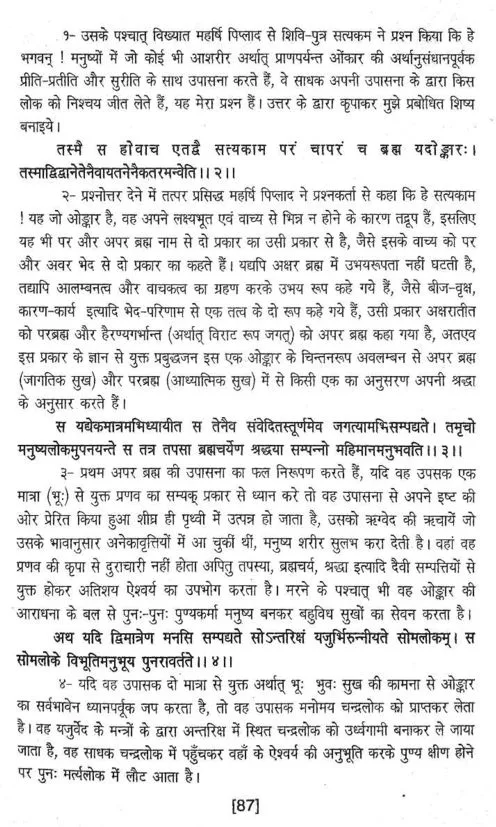 १- उसके पश्चात् विख्यात महर्षि पिप्लाद से शिवि-पुत्र सत्यकम ने प्रश्न किया कि हे
भगवन् ! मनुष्यों में जो कोई भी आशरीर अर्थात् प्राणपर्यन्त ओंकार की अर्थानुसंधानपूर्वक
प्रीति-प्रतीति और सुरीति के साथ उपासना करते हैं, वे साधक अपनी उपासना के द्वारा किस
लोक को निश्चय जीत लेते हैं, यह मेरा प्रश्न हैं। उत्तर के द्वारा कृपाकर मुझे प्रबोधित शिष्य
बनाइये।
तस्मै स होवाच एतद्वै सत्यकाम परं चापरं च ब्रह्म यदोङ्कारः।
तस्माद्विद्वानेतेनैवायतनेनैकतरमन्वेति।।२।।
२- प्रश्नोत्तर देने में तत्पर प्रसिद्ध महर्षि पिप्लाद ने प्रश्नकर्ता से कहा कि हे सत्यकाम
! यह जो ओङ्कार है, वह अपने लक्ष्यभूत एवं वाच्य से भिन्न न होने के कारण तद्रूप हैं, इसलिए
यह भी पर और अपर ब्रह्म नाम से दो प्रकार का उसी प्रकार से है, जैसे इसके वाच्य को पर
और अवर भेद से दो प्रकार का कहते हैं। यद्यपि अक्षर ब्रह्म में उभयरूपता नहीं घटती है,
तद्यापि आलम्बनत्व और वाचकत्व का ग्रहण करके उभय रूप कहे गये हैं, जैसे बीज-वृक्ष,
कारण-कार्य इत्यादि भेद-परिणाम से एक तत्व के दो रूप कहे गये हैं, उसी प्रकार अक्षरातीत
को परब्रह्म और हैरण्यगर्भान्त (अर्थात् विराट रूप जगत्) को अपर ब्रह्म कहा गया है, अतएव
इस प्रकार के ज्ञान से युक्त प्रबुद्धजन इस एक ओङ्कार के चिन्तनरूप अवलम्बन से अपर ब्रह्म
(जागतिक सुख) और परब्रह्म (आध्यात्मिक सुख) में से किसी एक का अनुसरण अपनी श्रद्धा
के अनुसार करते हैं।
स यद्येकमात्रमभिध्यायीत स तेनैव संवेदितस्तूर्णमेव जगत्यामभिसम्पद्यते। तमृचो
मनुष्यलोकमुपनयन्ते स तत्र तपसा ब्रह्मचर्येण श्रद्धया सम्पन्नो महिमानमनुभवति।।३।।
३- प्रथम अपर ब्रह्म की उपासना का फल निरूपण करते हैं, यदि वह उपसक एक
मात्रा (भूः) से युक्त प्रणव का सम्यक् प्रकार से ध्यान करे तो वह उपासना से अपने इष्ट की
ओर प्रेरित किया हुआ शीघ्र ही पृथ्वी में उत्पन्न हो जाता है, उसको ऋग्वेद की ऋचायें जो
उसके भावानुसार अनेकावृत्तियों में आ चुकीं थीं, मनुष्य शरीर सुलभ करा देती है। वहां वह
प्रणव की कृपा से दुराचारी नहीं होता अपितु तपस्या, ब्रह्मचर्य, श्रद्धा इत्यादि दैवी सम्पत्तियों से
युक्त होकर अतिशय ऐश्वर्य का उपभोग करता है। मरने के पश्चात् भी वह ओङ्कार की
आराधना के बल से पुनः-पुनः पुण्यकर्मा मनुष्य बनकर बहुविध सुखों का सेवन करता है।
अथ यदि द्विमात्रेण मनसि सम्पद्यते सोऽन्तरिक्षं यजुर्भिरुन्नीयते सोमलोकम्। स
सोमलोके विभूतिमनुभूय पुनरावर्तते।।४।।
४- यदि वह उपासक दो मात्रा से युक्त अर्थात् भूः भुवः सुख की कामना से ओङ्कार
का सर्वभावेन ध्यानपर्वूक जप करता है, तो वह उपासक मनोमय चन्द्रलोक को प्राप्तकर लेता
है। वह यजुर्वेद के मन्त्रों के द्वारा अन्तरिक्ष में स्थित चन्द्रलोक को उर्ध्वगामी बनाकर ले जाया
जाता है, वह साधक चन्द्रलोक में पहुँचकर वहाँ के ऐश्वर्य की अनुभूति करके पुण्य क्षीण होने
पर पुनः मर्त्यलोक में लौट आता है।
[87]